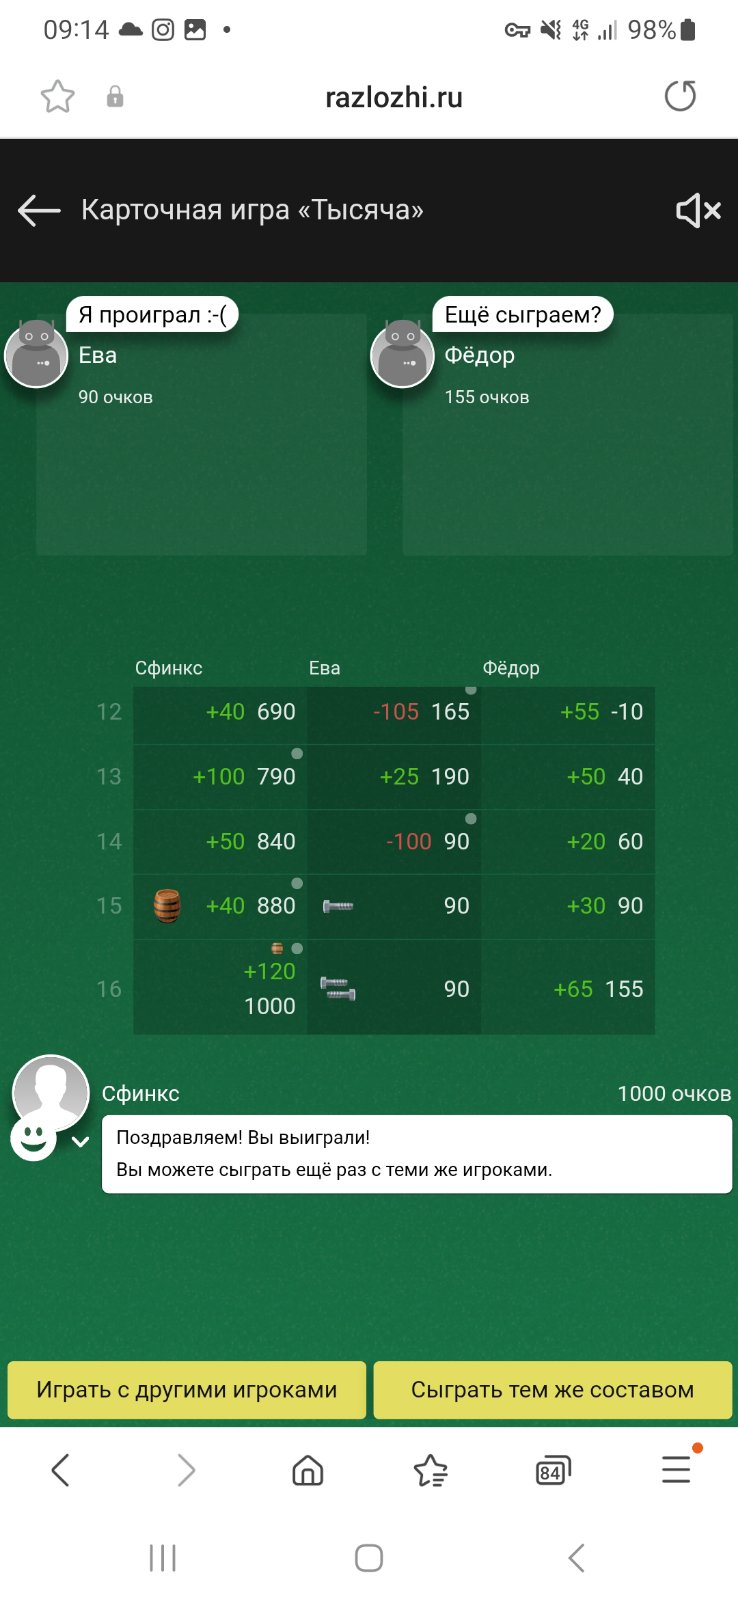 09:14
4G
98%
razlozhi.ru
Карточная игра «Тысяча»
Я проиграл :-(
Ещё сыграем?
Ева
Фёдор
90 очков
155 очков
Сфинкс Ева Фёдор
12 +40 690 -105 165 +55 -10
13 +100 790 +25 190 +50 40
14 +50 840 -100 90 +20 60
15 +40 880 90 +30 90
16 +120 1000 90 +65 155
Сфинкс 1000 очков
Поздравляем! Вы выиграли!
Вы можете сыграть ещё раз с теми же игроками.
Играть с другими игроками
Сыграть тем же составом
84